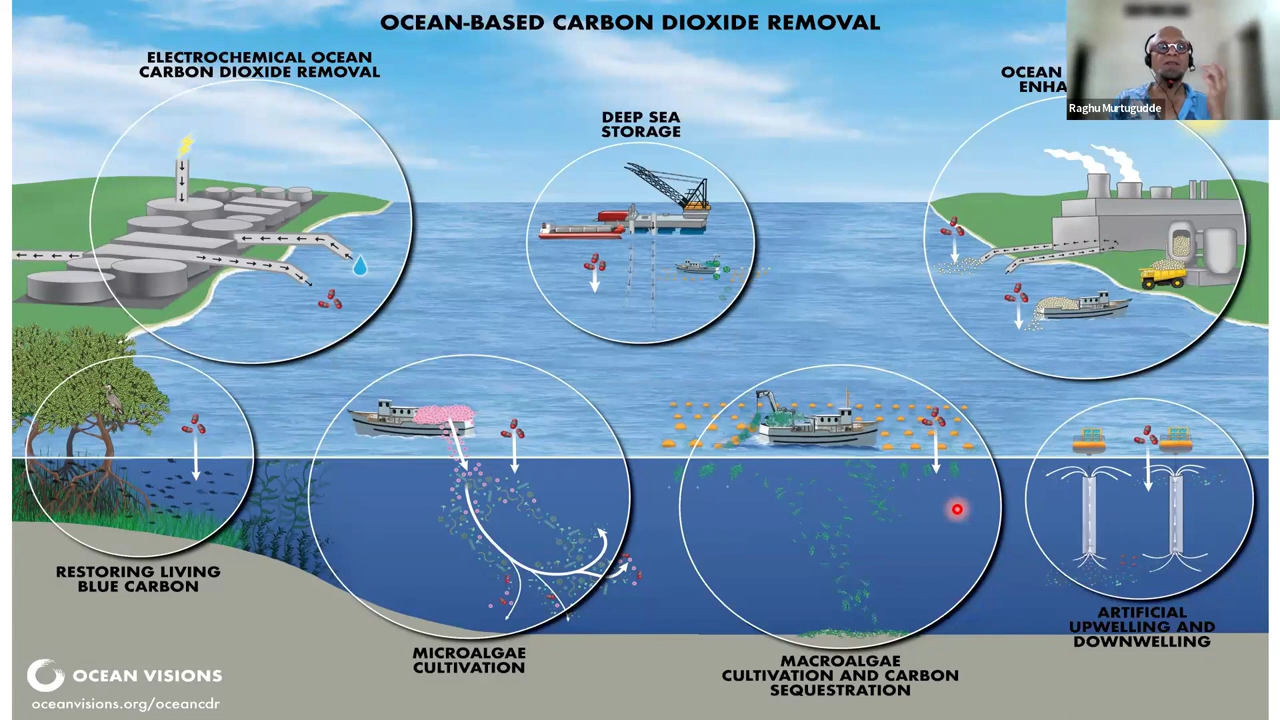 OCEAN-BASED CARBON DIOXIDE REMOVAL
ELECTROCHEMICAL OCEAN
CARBON DIOXIDE REMOVAL
DEEP SEA
STORAGE
OCEAN
ENHA
Raghu Murtugudde
RESTORING LIVING
BLUE CARBON
MICROALGAE
CULTIVATION
MACROALGAE
CULTIVATION AND CARBON
SEQUESTRATION
ARTIFICIAL
UPWELLING AND
DOWNWELLING
OCEAN VISIONS
oceanvisions.org/oceancdr